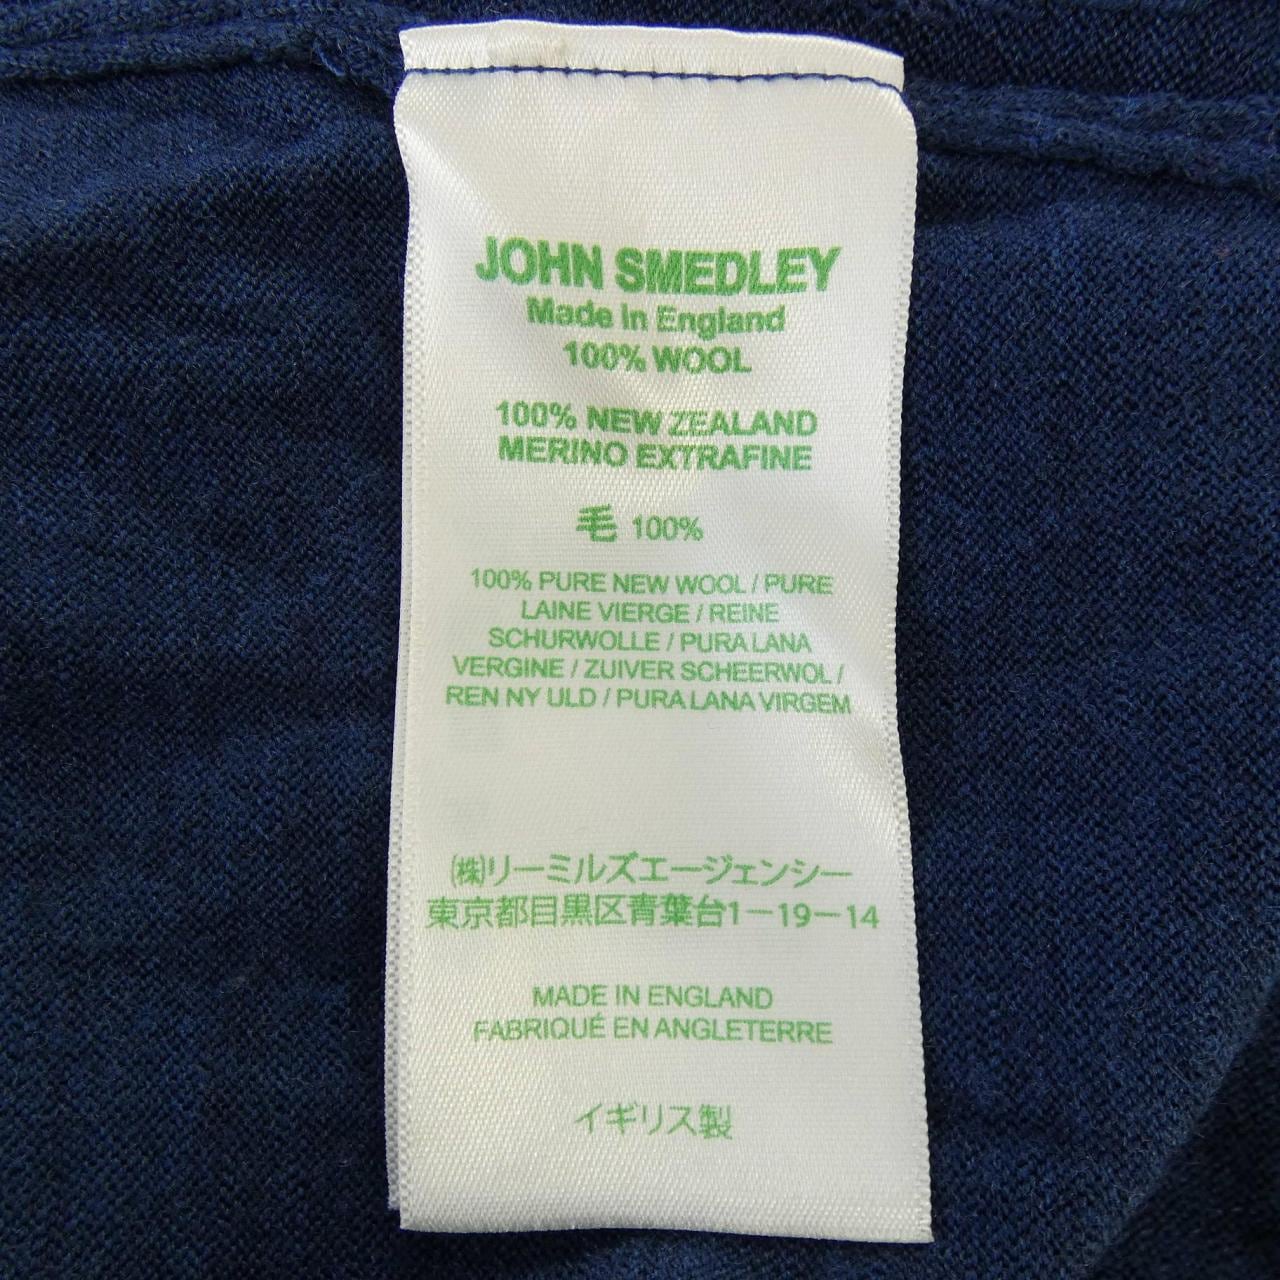 JOHN SMEDLEY
Made in England
100% WOOL
100% NEW ZEALAND
MERINO EXTRAFINE
毛 100%
100% PURE NEW WOOL / PURE
LAINE VIERGE / REINE
SCHURWOLLE / PURA LANA
VERGINE / ZUIVER SCHEERWOL /
REN NY ULD / PURA LANA VIRGEM
(株)リーミルズエージェンシー
東京都目黒区青葉台1－19－14
MADE IN ENGLAND
FABRIQUÉ EN ANGLETERRE
イギリス製